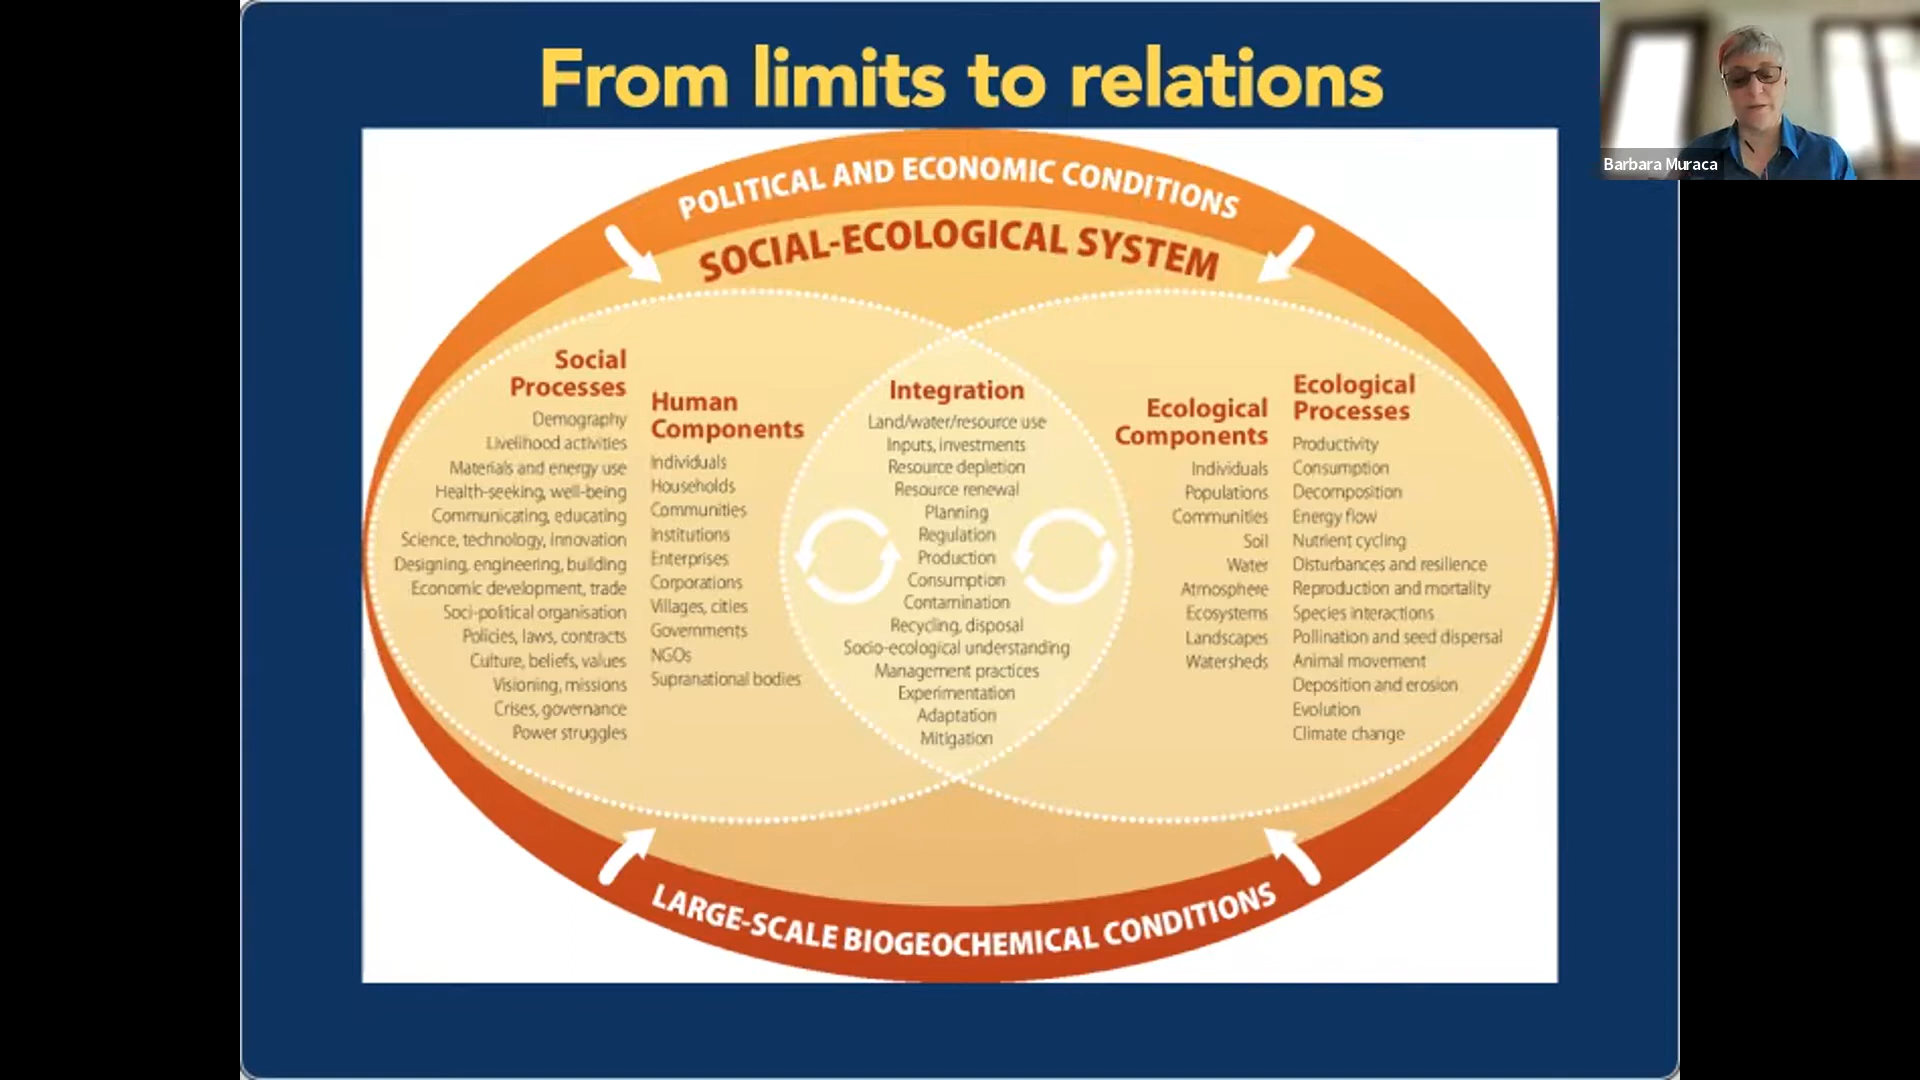 From limits to relations
Barbara Muraca
POLITICAL AND ECONOMIC CONDITIONS
SOCIAL-ECOLOGICAL SYSTEM
Social
Processes
Demography
Livelihood activities
Materials and energy use
Health-seeking, well-being
Communicating, educating
Science, technology, innovation
Designing, engineering, building
Economic development, trade
Soci-political organisation
Policies, laws, contracts
Culture, beliefs, values
Visioning, missions
Crises, governance
Power struggles
Human
Components
Individuals
Households
Communities
Institutions
Enterprises
Corporations
Villages, cities
Governments
NGOs
Supranational bodies
Integration
Land/water/resource use
Inputs, investments
Resource depletion
Resource renewal
Planning
Regulation
Production
Consumption
Contamination
Recycling, disposal
Socio-ecological understanding
Management practices
Experimentation
Adaptation
Mitigation
Ecological
Components
Individuals
Populations
Communities
Soil
Water
Atmosphere
Ecosystems
Landscapes
Watersheds
Ecological
Processes
Productivity
Consumption
Decomposition
Energy flow
Nutrient cycling
Disturbances and resilience
Reproduction and mortality
Species interactions
Pollination and seed dispersal
Animal movement
Deposition and erosion
Evolution
Climate change
LARGE-SCALE BIOGEOCHEMICAL CONDITIONS